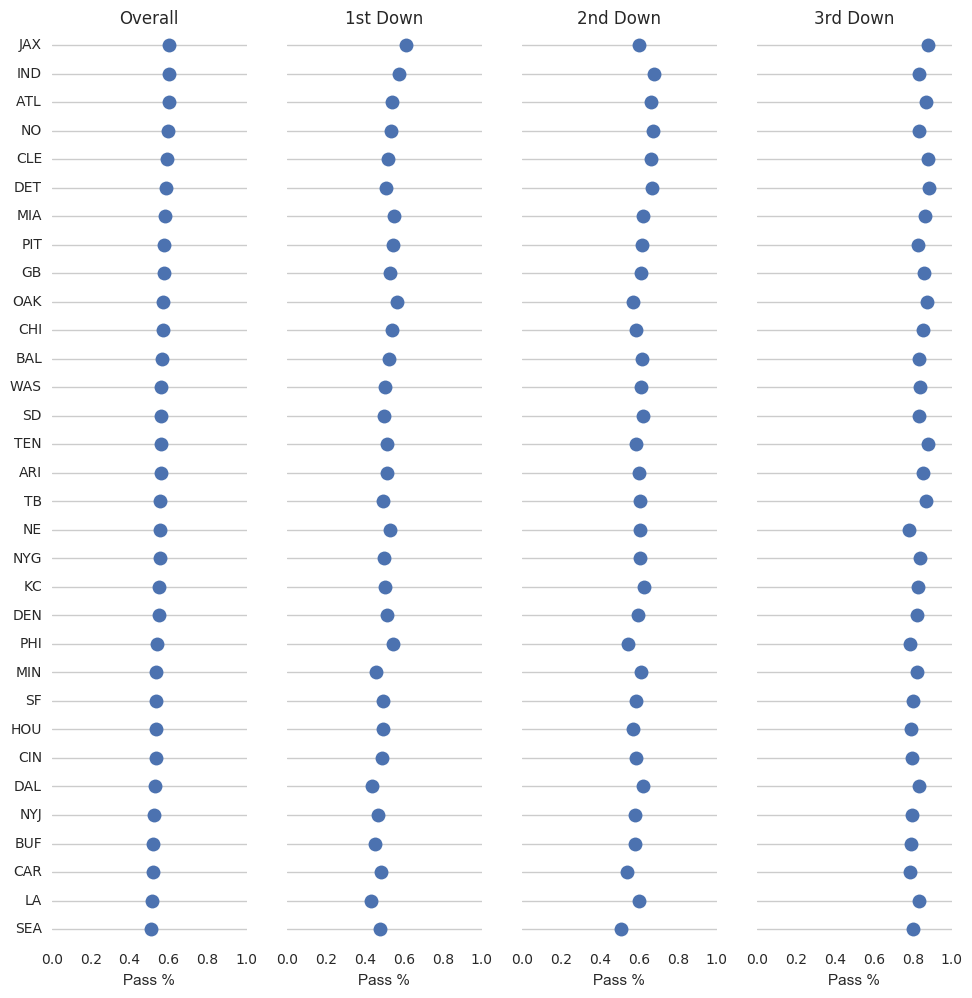 Overall 1st Down 2nd Down 3rd Down
JAX
IND
ATL
NO
CLE
DET
MIA
PIT
GB
OAK
CHI
BAL
WAS
SD
TEN
ARI
TB
NE
NYG
KC
DEN
PHI
MIN
SF
HOU
CIN
DAL
NYJ
BUF
CAR
LA
SEA
0.0 0.2 0.4 0.6 0.8 1.0 0.0 0.2 0.4 0.6 0.8 1.0 0.0 0.2 0.4 0.6 0.8 1.0 0.0 0.2 0.4 0.6 0.8 1.0
Pass % Pass % Pass % Pass %